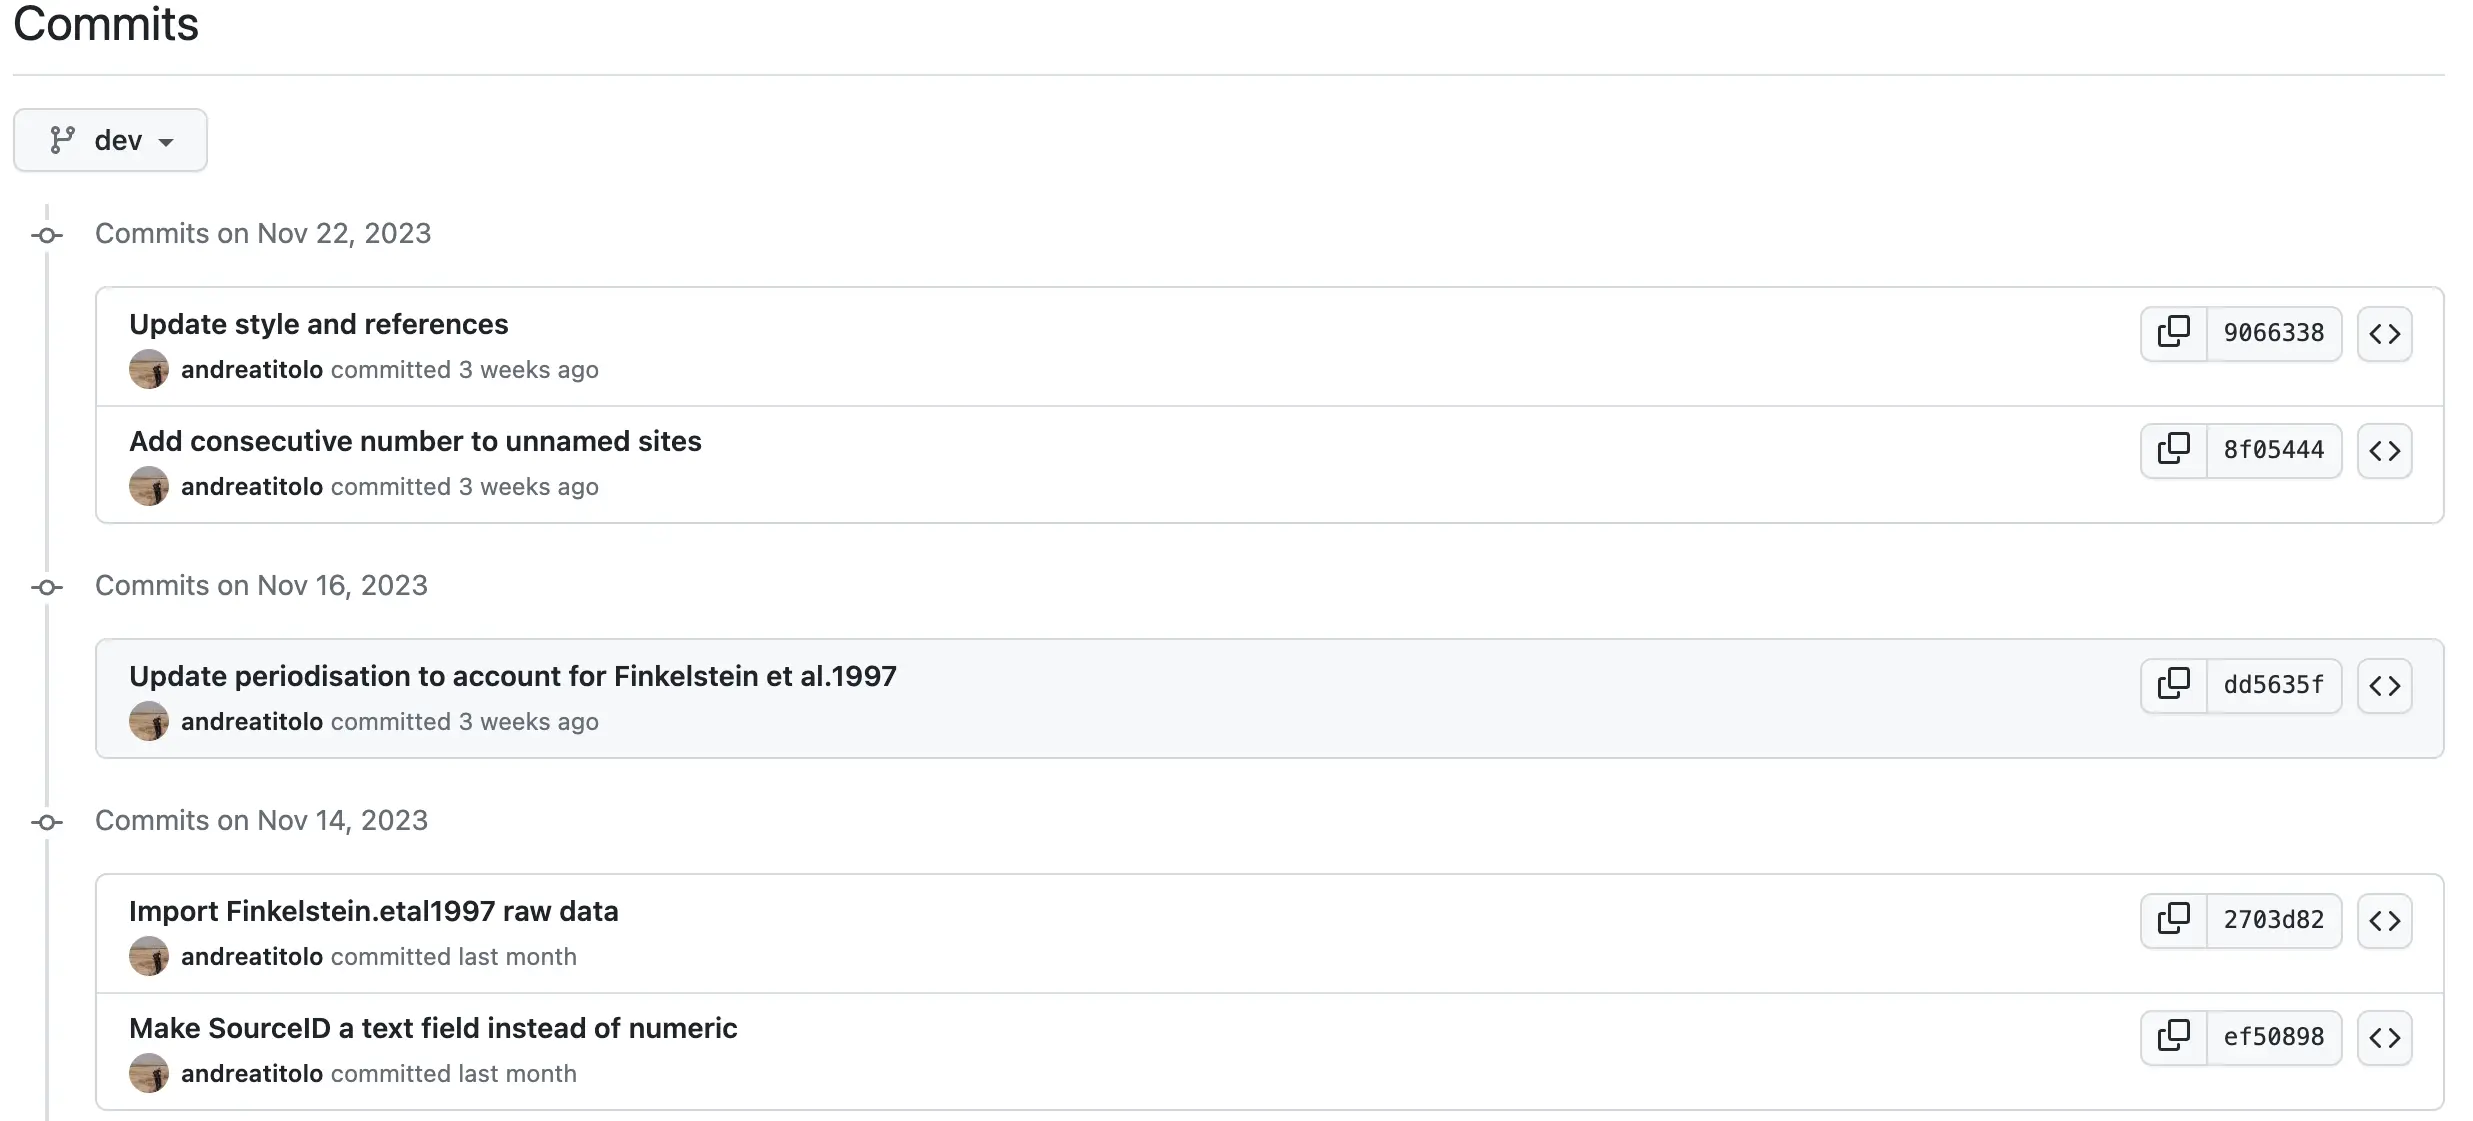 Commits
dev
Commits on Nov 22, 2023
Update style and references
9066338
andreatitolo committed 3 weeks ago
Add consecutive number to unnamed sites
8f05444
andreatitolo committed 3 weeks ago
Commits on Nov 16, 2023
Update periodisation to account for Finkelstein et al.1997
dd5635f
andreatitolo committed 3 weeks ago
Commits on Nov 14, 2023
Import Finkelstein.etal1997 raw data
2703d82
andreatitolo committed last month
Make SourceID a text field instead of numeric
ef50898
andreatitolo committed last month